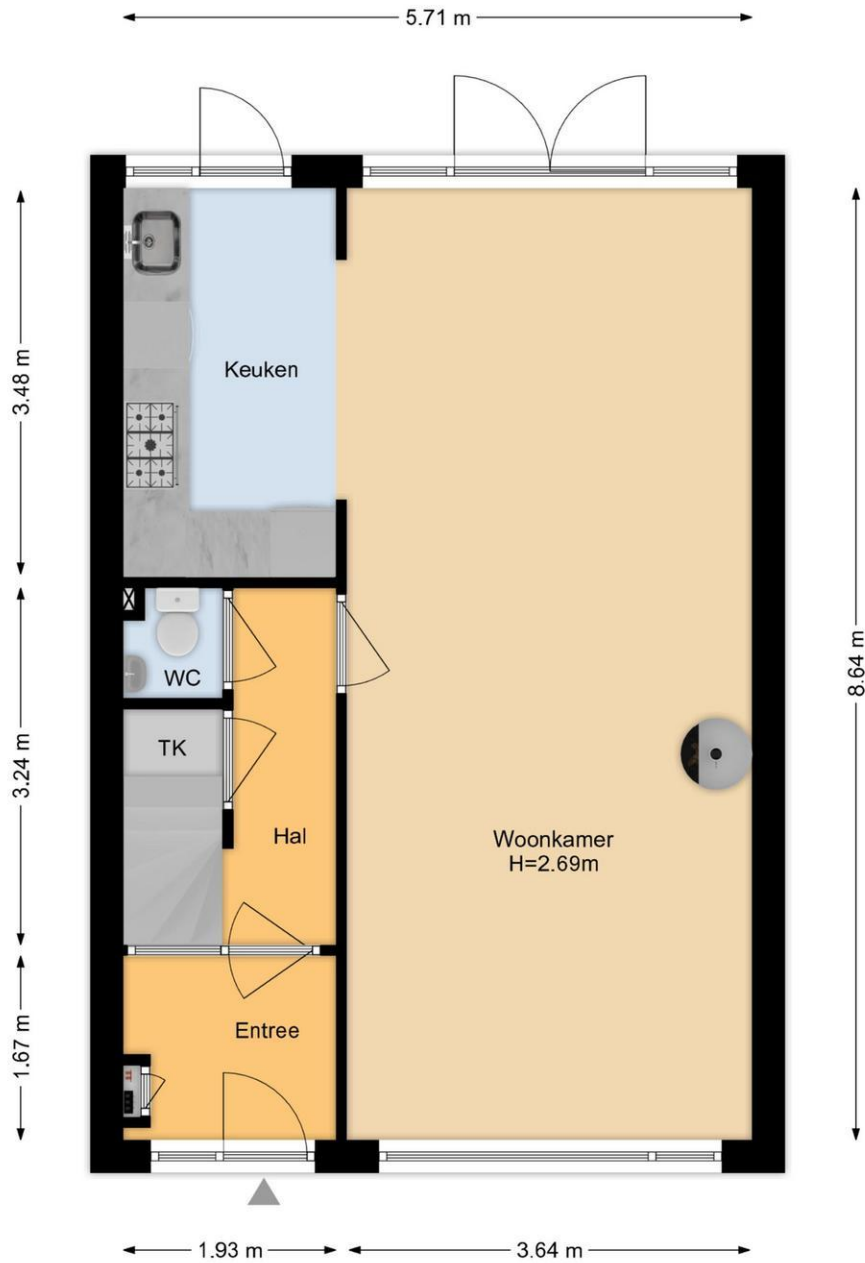 5.71 m
3.48 m
Keuken
WC
3.24 m
TK
Hal
Woonkamer
H=2.69m
8.64 m
1.67 m
Entree
1.93 m
3.64 m